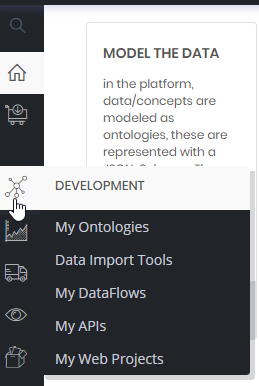 MODEL THE DATA
in the platform,
data/concepts are
modeled as
ontologies, these are
represented with a
DEVELOPMENT
My Ontologies
Data Import Tools
My DataFlows
My APIs
My Web Projects